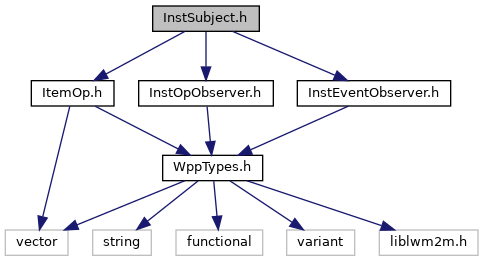 InstSubject.h
ItemOp.h
InstOpObserver.h
InstEventObserver.h
WppTypes.h
vector
string
functional
variant
liblwm2m.h